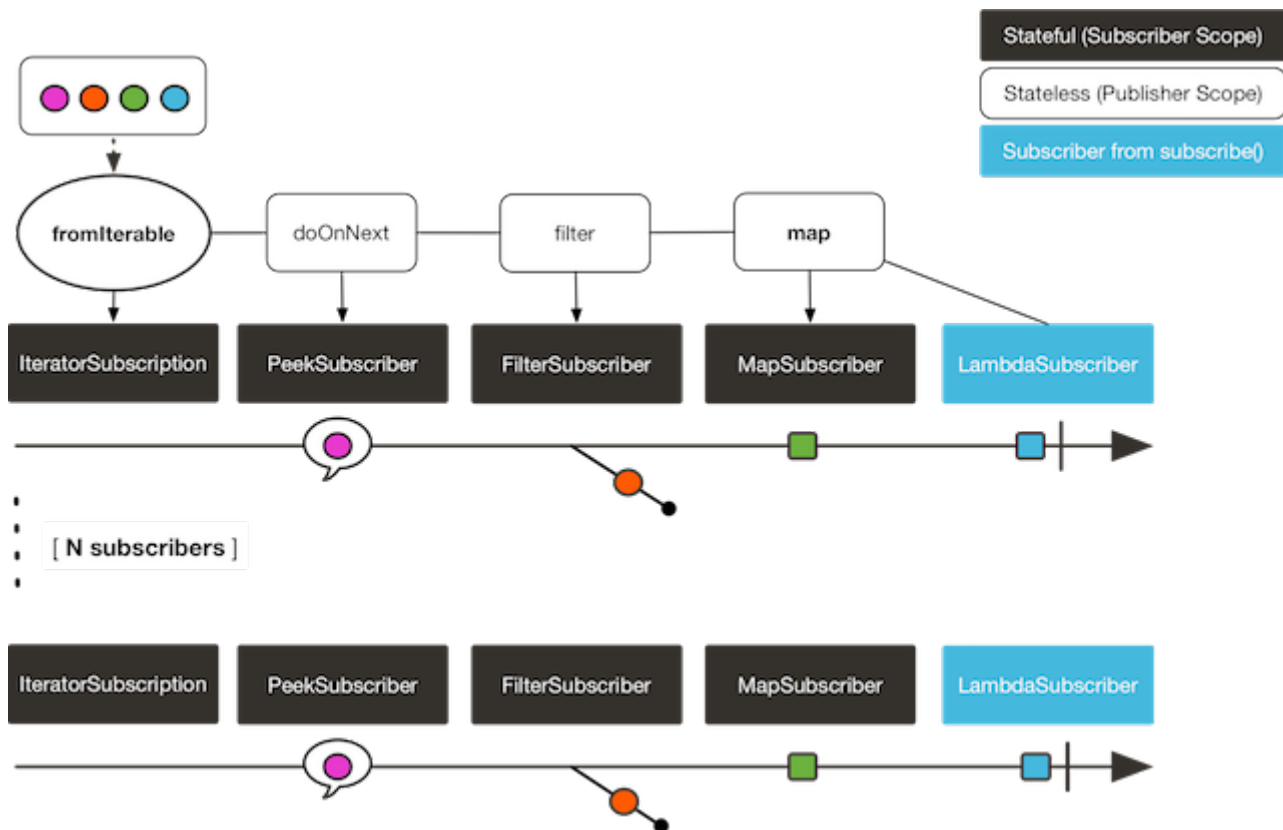 Stateful (Subscriber Scope)
Stateless (Publisher Scope)
Subscriber from subscribe()
fromIterable
doOnNext
filter
map
IteratorSubscription
PeekSubscriber
FilterSubscriber
MapSubscriber
LambdaSubscriber
[ N subscribers ]
IteratorSubscription
PeekSubscriber
FilterSubscriber
MapSubscriber
LambdaSubscriber